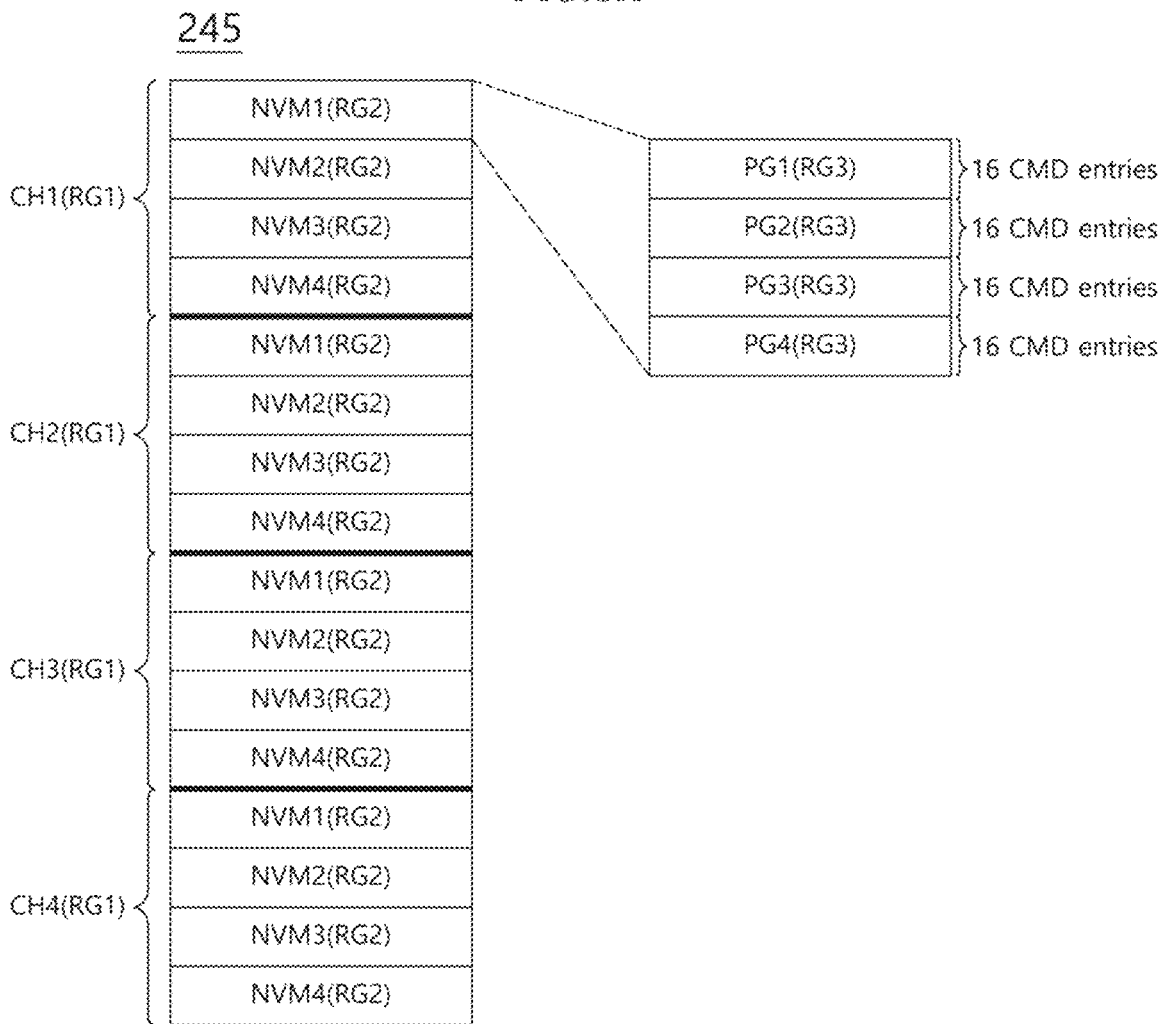 245
CH1(RG1)
NVM1(RG2)
NVM2(RG2)
NVM3(RG2)
NVM4(RG2)
PG1(RG3)
16 CMD entries
PG2(RG3)
16 CMD entries
PG3(RG3)
16 CMD entries
PG4(RG3)
16 CMD entries
CH2(RG1)
NVM1(RG2)
NVM2(RG2)
NVM3(RG2)
NVM4(RG2)
CH3(RG1)
NVM1(RG2)
NVM2(RG2)
NVM3(RG2)
NVM4(RG2)
CH4(RG1)
NVM1(RG2)
NVM2(RG2)
NVM3(RG2)
NVM4(RG2)